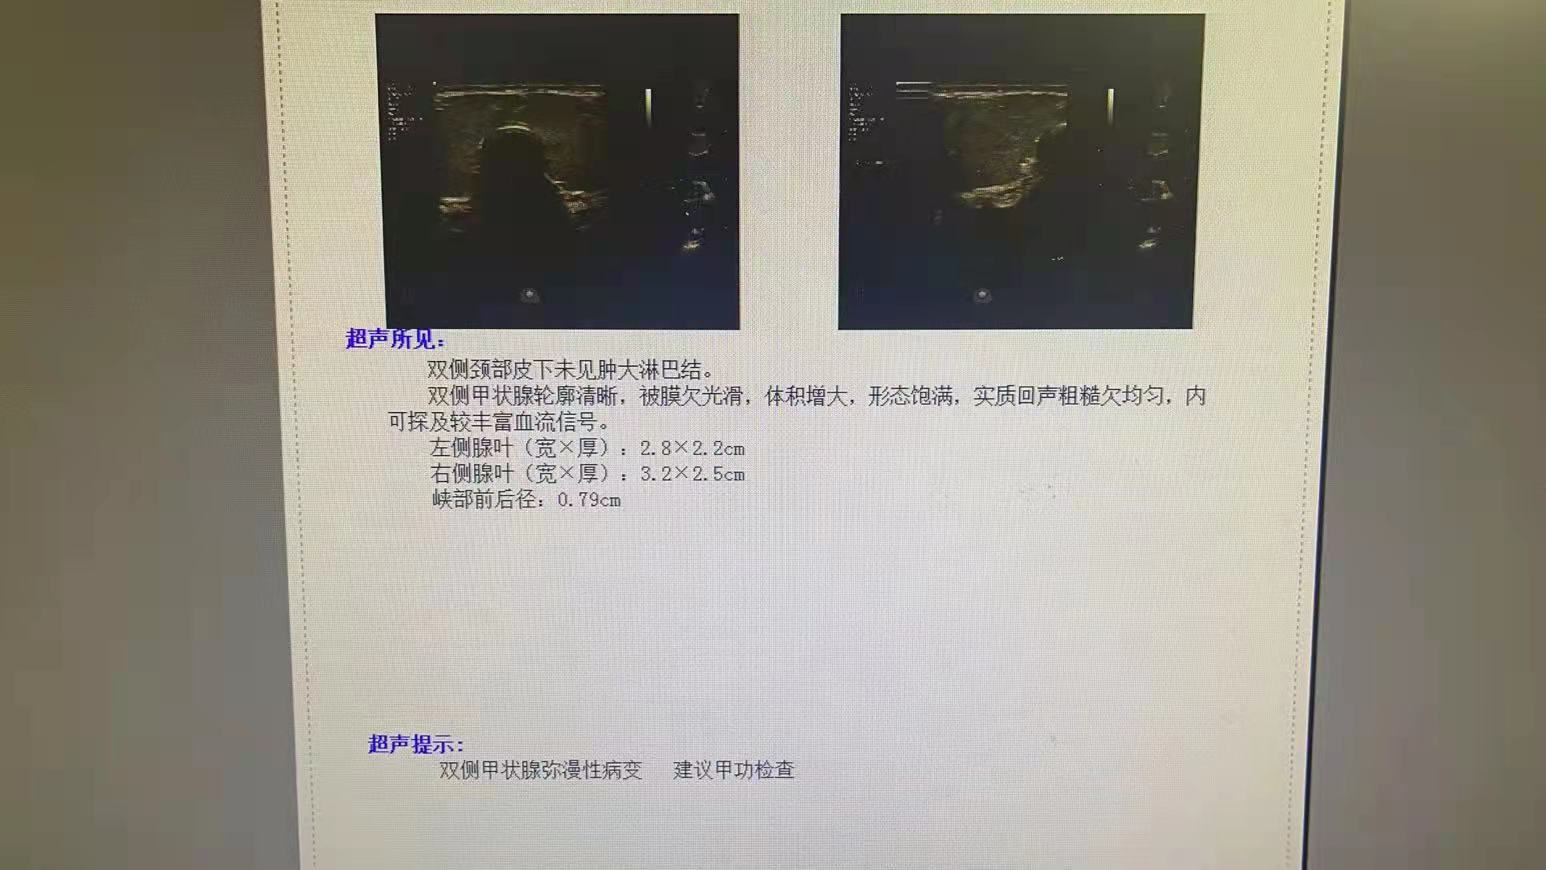 超声所见：
双侧颈部皮下未见肿大淋巴结。
双侧甲状腺轮廓清晰，被膜欠光滑，体积增大，形态饱满，实质回声粗糙欠均匀，内
可探及较丰富血流信号。
左侧腺叶（宽×厚）：2.8×2.2cm
右侧腺叶（宽×厚）：3.2×2.5cm
峡部前后径：0.79cm
超声提示：
双侧甲状腺弥漫性病变 建议甲功检查